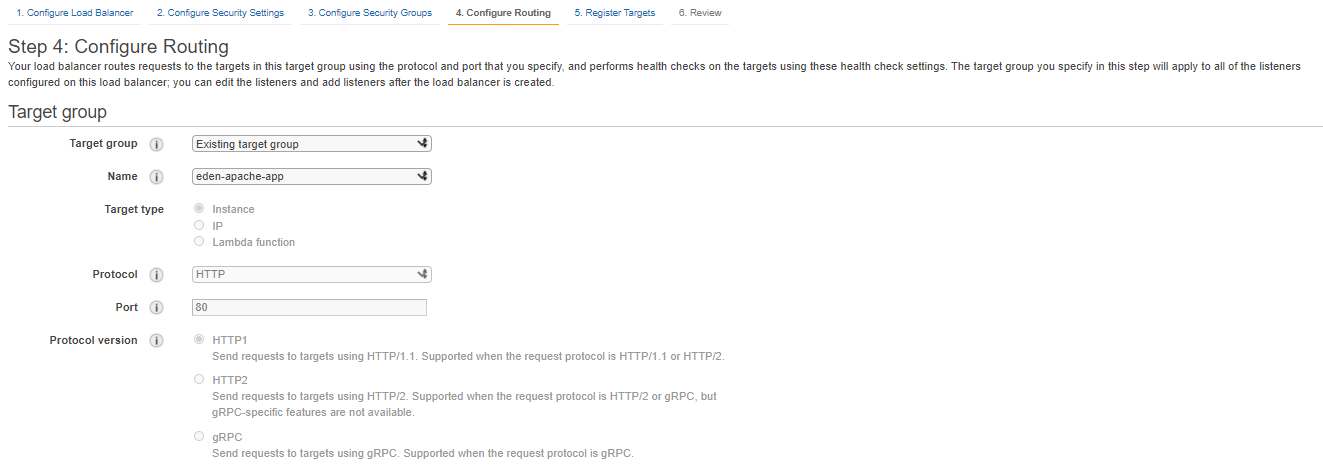 1. Configure Load Balancer 2. Configure Security Settings 3. Configure Security Groups 4. Configure Routing 5. Register Targets 6. Review
Step 4: Configure Routing
Your load balancer routes requests to the targets in this target group using the protocol and port that you specify, and performs health checks on the targets using these health check settings. The target group you specify in this step will apply to all of the listeners
configured on this load balancer; you can edit the listeners and add listeners after the load balancer is created.
Target group
Target group i Existing target group
Name i eden-apache-app
Target type Instance
IP
Lambda function
Protocol i HTTP
Port i 80
Protocol version i HTTP1
Send requests to targets using HTTP/1.1. Supported when the request protocol is HTTP/1.1 or HTTP/2.
HTTP2
Send requests to targets using HTTP/2. Supported when the request protocol is HTTP/2 or gRPC, but
gRPC-specific features are not available.
gRPC
Send requests to targets using gRPC. Supported when the request protocol is gRPC.